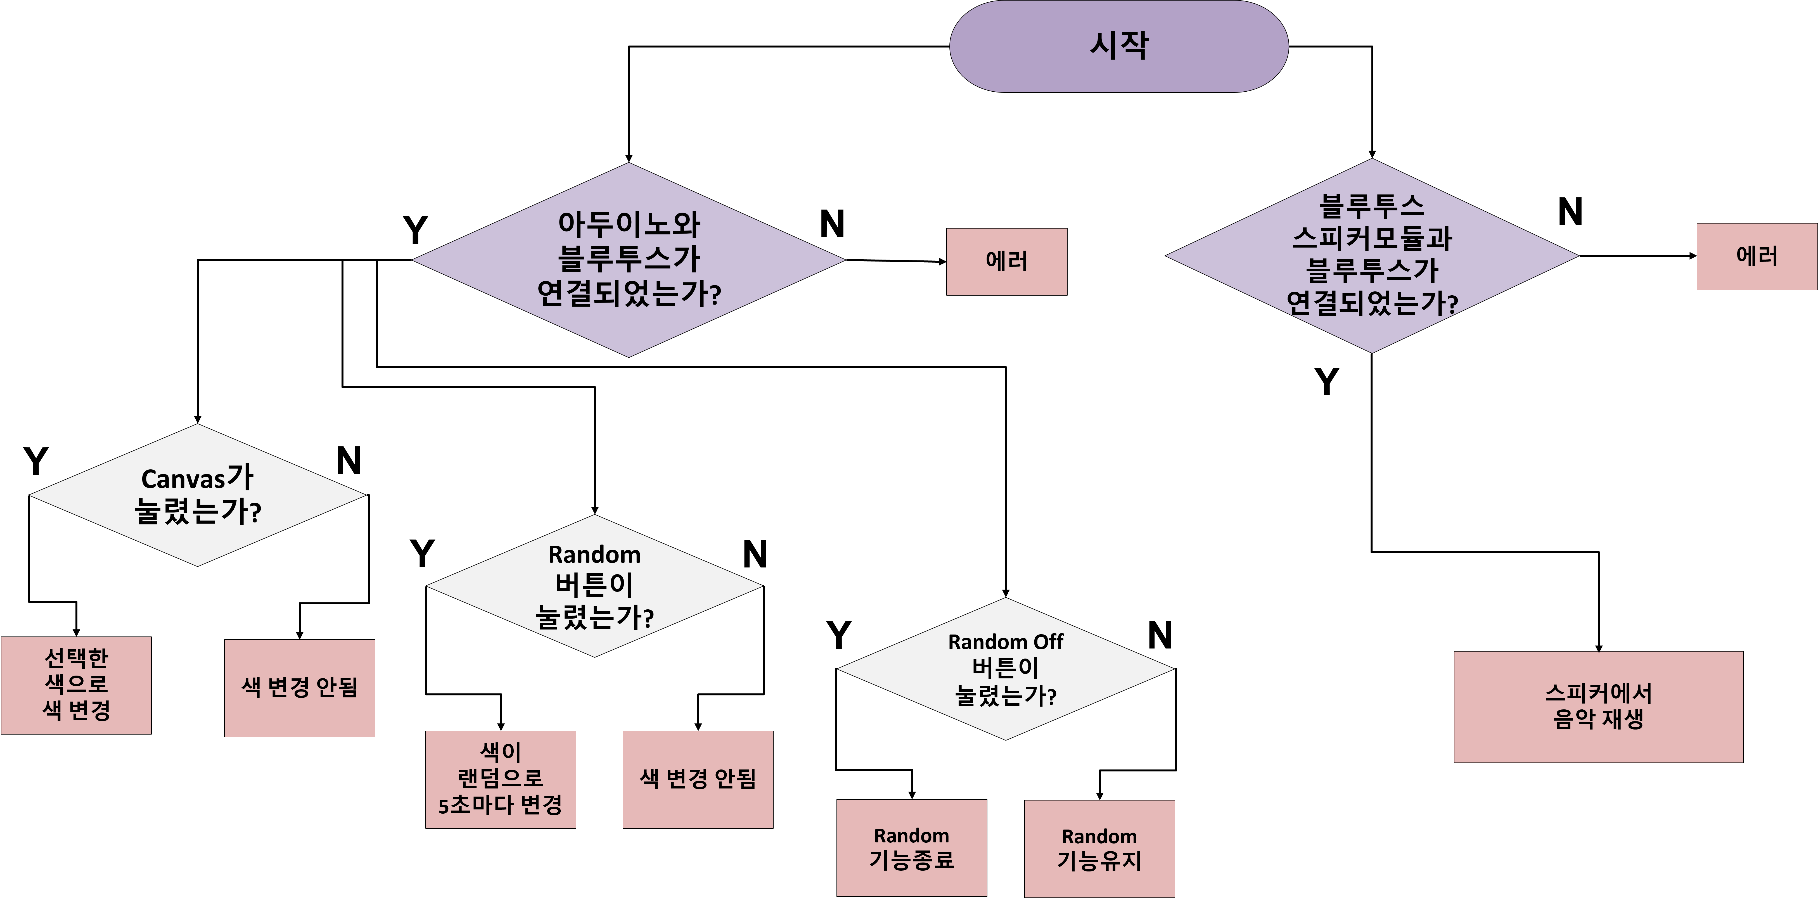 시작
아두이노와
블루투스가
연결되었는가?
Y
N
에러
블루투스
스피커모듈과
블루투스가
연결되었는가?
N
에러
Y
Canvas가
눌렸는가?
Y
N
선택한
색으로
색 변경
색 변경 안됨
Random
버튼이
눌렸는가?
Y
N
색이
랜덤으로
5초마다 변경
색 변경 안됨
Random Off
버튼이
눌렸는가?
Y
N
Random
기능종료
Random
기능유지
스피커에서
음악 재생